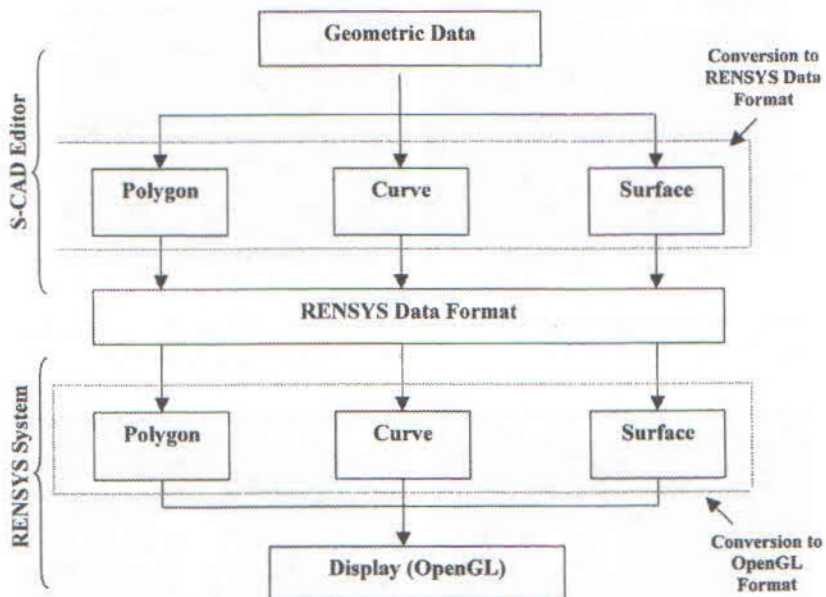 Geometric Data
Conversion to
RENSYS Data
Format
S-CAD Editor
Polygon
Curve
Surface
RENSYS Data Format
RENSYS System
Polygon
Curve
Surface
Conversion to
OpenGL
Format
Display (OpenGL)